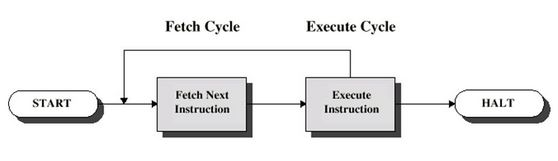 Fetch Cycle
Execute Cycle
START
Fetch Next
Instruction
Execute
Instruction
HALT